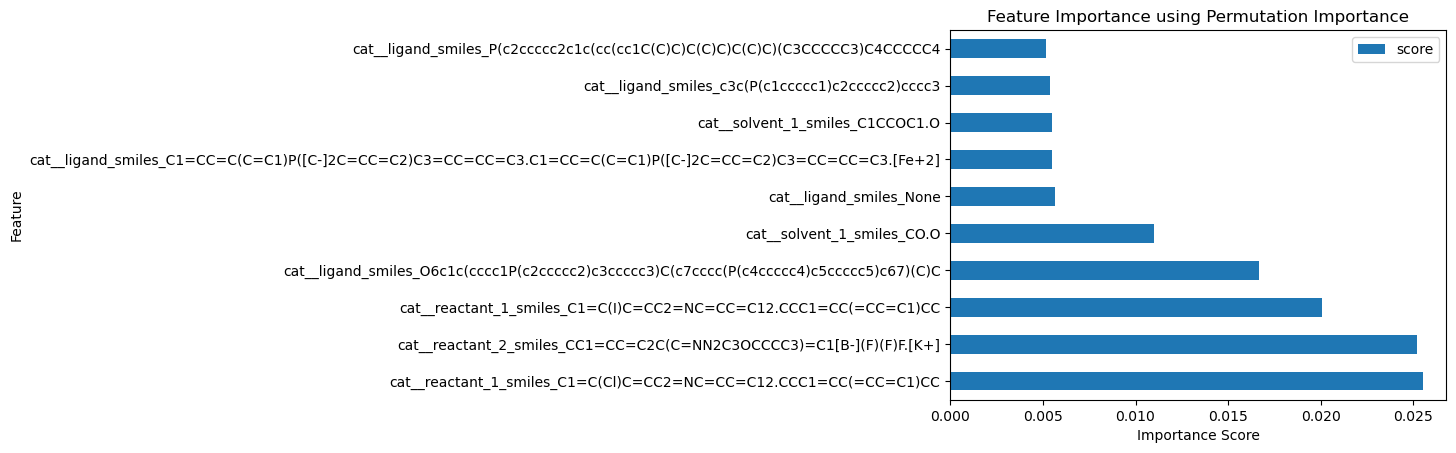 Feature Importance using Permutation Importance
score
cat__ligand_smiles_P(c2ccccc2c1c(cc(cc1C(C)C)C(C)C)C(C)C)(C3CCCCC3)C4CCCCC4
cat__ligand_smiles_c3c(P(c1ccccc1)c2ccccc2)cccc3
cat__solvent_1_smiles_C1CCOC1.O
cat__ligand_smiles_C1=CC=C(C=C1)P([C-]2C=CC=C2)C3=CC=CC=C3.C1=CC=C(C=C1)P([C-]2C=CC=C2)C3=CC=CC=C3.[Fe+2]
cat__ligand_smiles_None
cat__solvent_1_smiles_CO.O
cat__ligand_smiles_O6c1c(cccc1P(c2ccccc2)c3ccccc3)C(c7cccc(P(c4ccccc4)c5ccccc5)c67)(C)C
cat__reactant_1_smiles_C1=C(I)C=CC2=NC=CC=C12.CCC1=CC(=CC=C1)CC
cat__reactant_2_smiles_CC1=CC=C2C(C=NN2C3OCCCC3)=C1[B-](F)(F)F.[K+]
cat__reactant_1_smiles_C1=C(Cl)C=CC2=NC=CC=C12.CCC1=CC(=CC=C1)CC
Feature
0.000 0.005 0.010 0.015 0.020 0.025
Importance Score